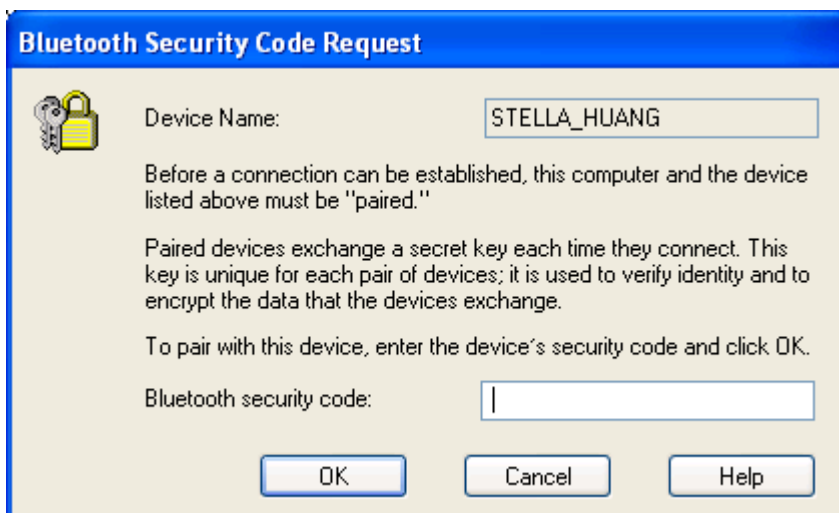 Bluetooth Security Code Request
Device Name: STELLA_HUANG
Before a connection can be established, this computer and the device
listed above must be "paired."
Paired devices exchange a secret key each time they connect. This
key is unique for each pair of devices; it is used to verify identity and to
encrypt the data that the devices exchange.
To pair with this device, enter the device's security code and click OK.
Bluetooth security code:
OK Cancel Help